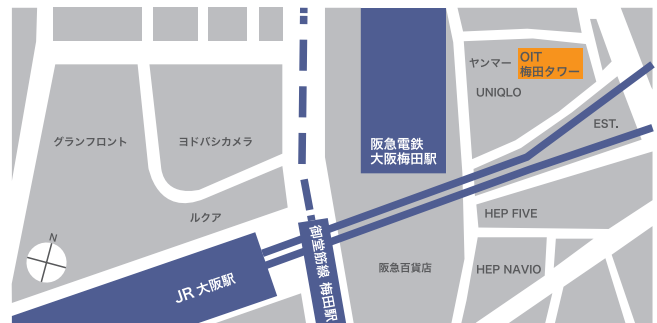 OIT
梅田タワー
ヤンマー
UNIQLO
EST.
阪急電鉄
大阪梅田駅
グランフロント
ヨドバシカメラ
ルクア
HEP FIVE
N
御堂筋線 梅田駅
阪急百貨店
HEP NAVIO
JR 大阪駅